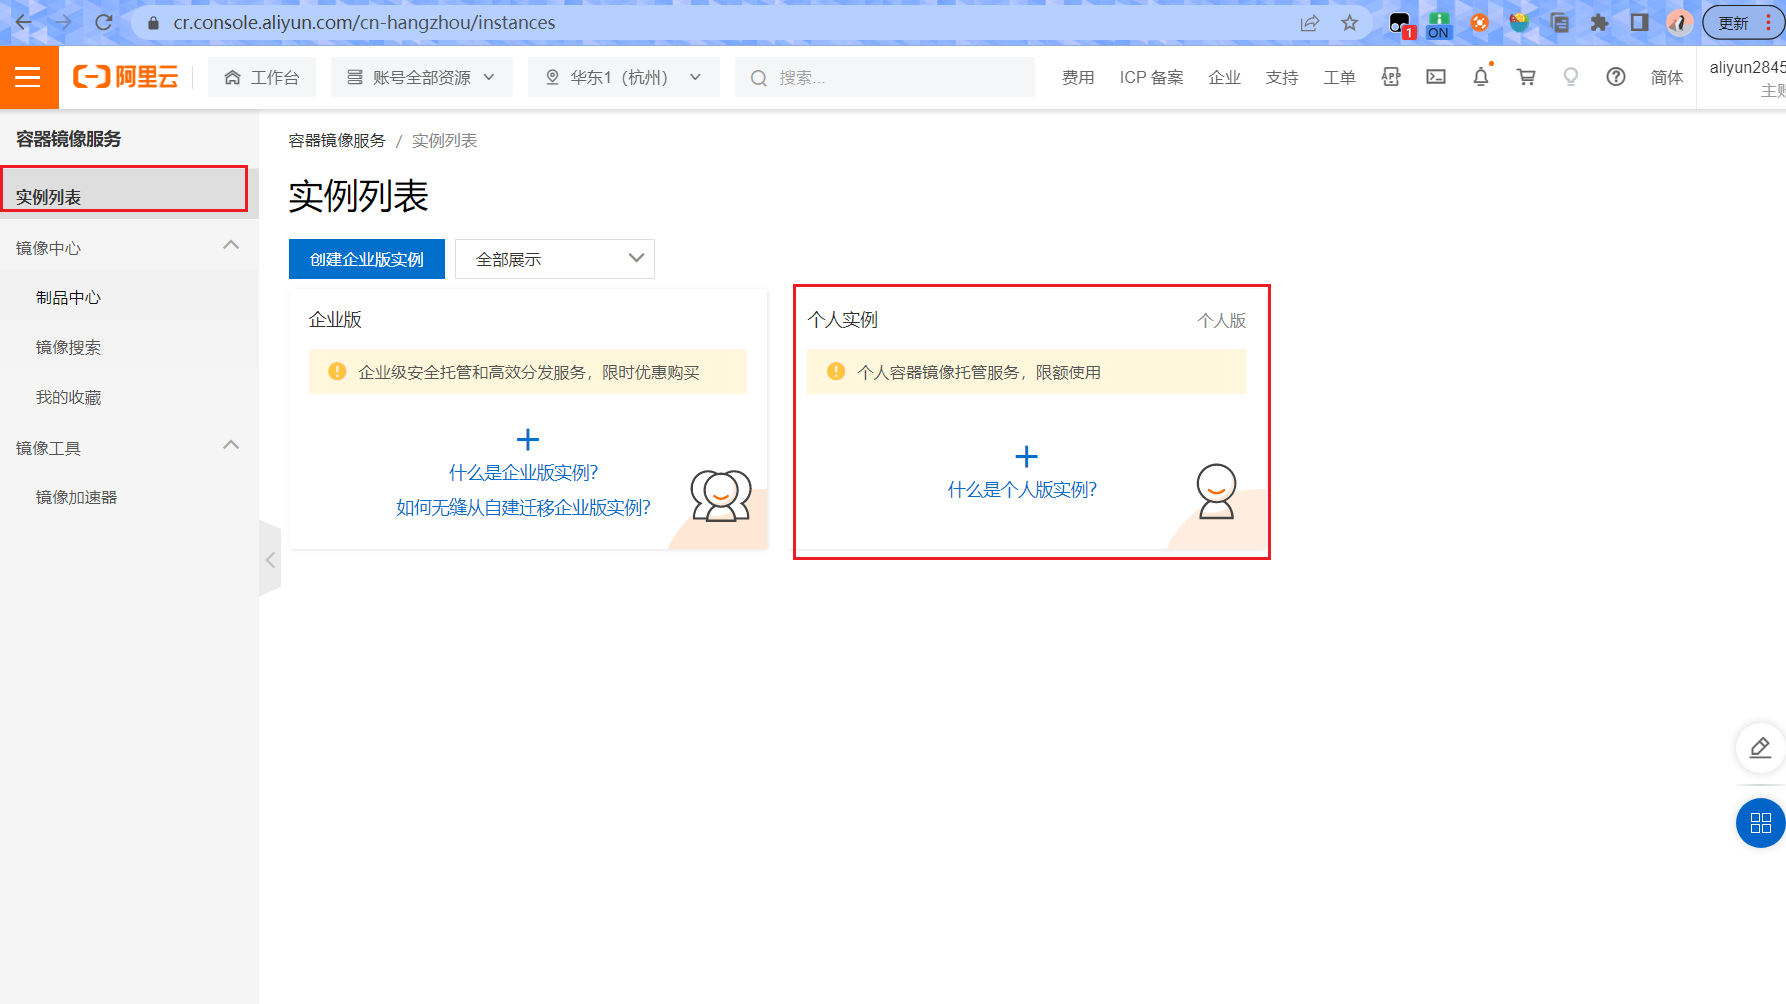 cr.console.aliyun.com/cn-hangzhou/instances
1
ON
更新
阿里云
工作台
账号全部资源
华东1（杭州）
搜索...
费用
ICP 备案
企业
支持
工单
APP
简体
aliyun2845
主账
容器镜像服务
实例列表
镜像中心
制品中心
镜像搜索
我的收藏
镜像工具
镜像加速器
容器镜像服务 / 实例列表
实例列表
创建企业版实例
全部展示
企业版
企业级安全托管和高效分发服务，限时优惠购买
什么是企业版实例?
如何无缝从自建迁移企业版实例?
个人实例
个人版
个人容器镜像托管服务，限额使用
什么是个人版实例?